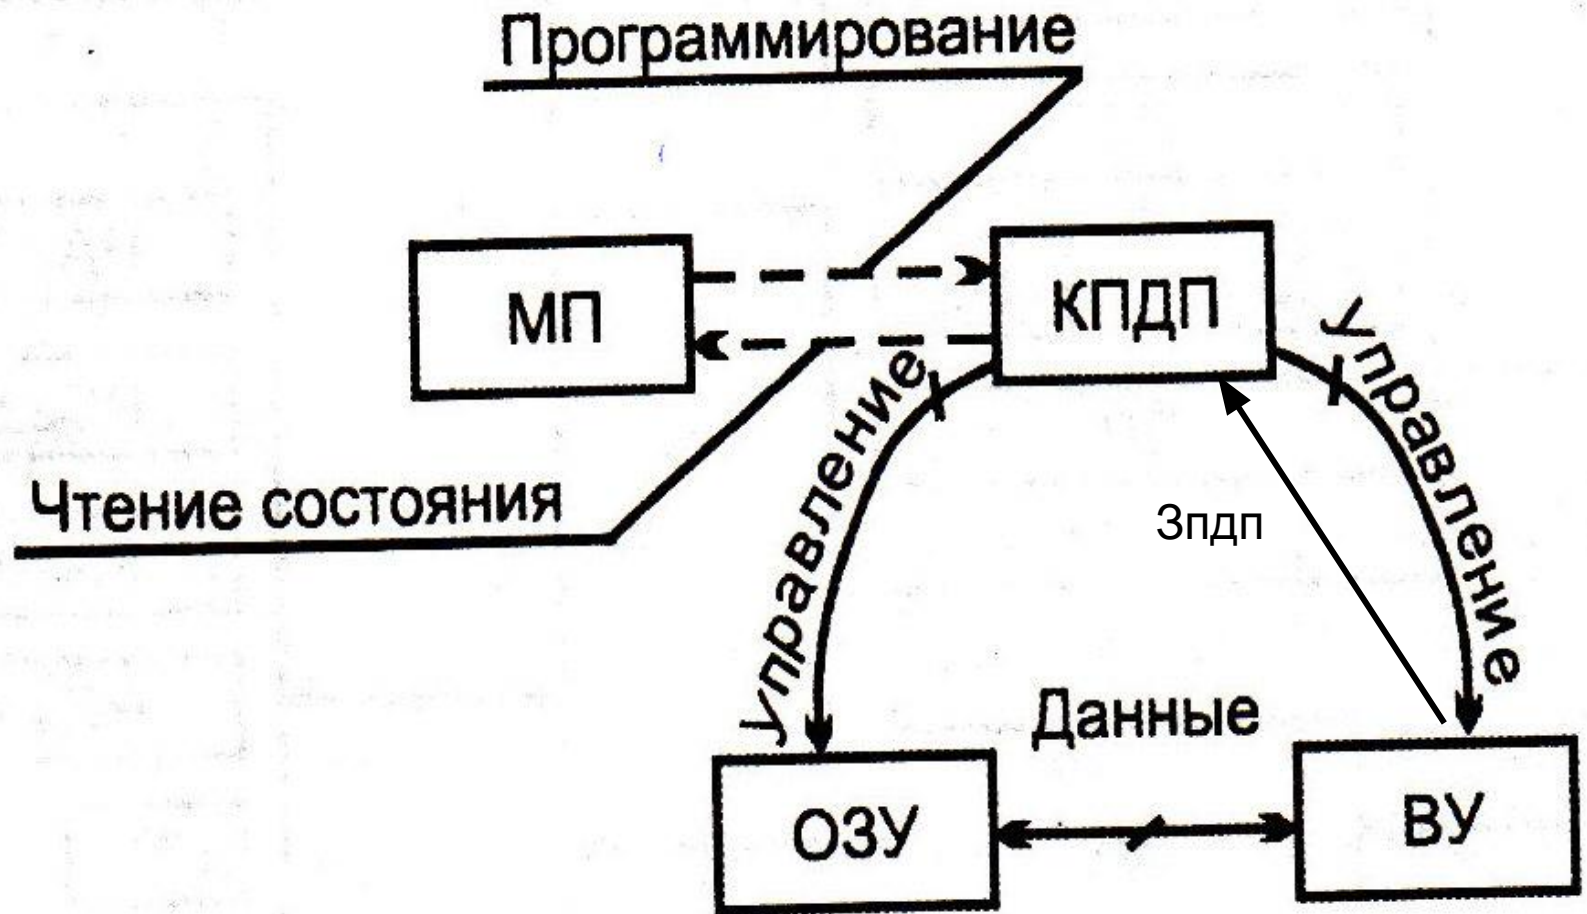 Программирование
МП
КПДП
Управление
Управление
Чтение состояния
Зпдп
Данные
ОЗУ
ВУ